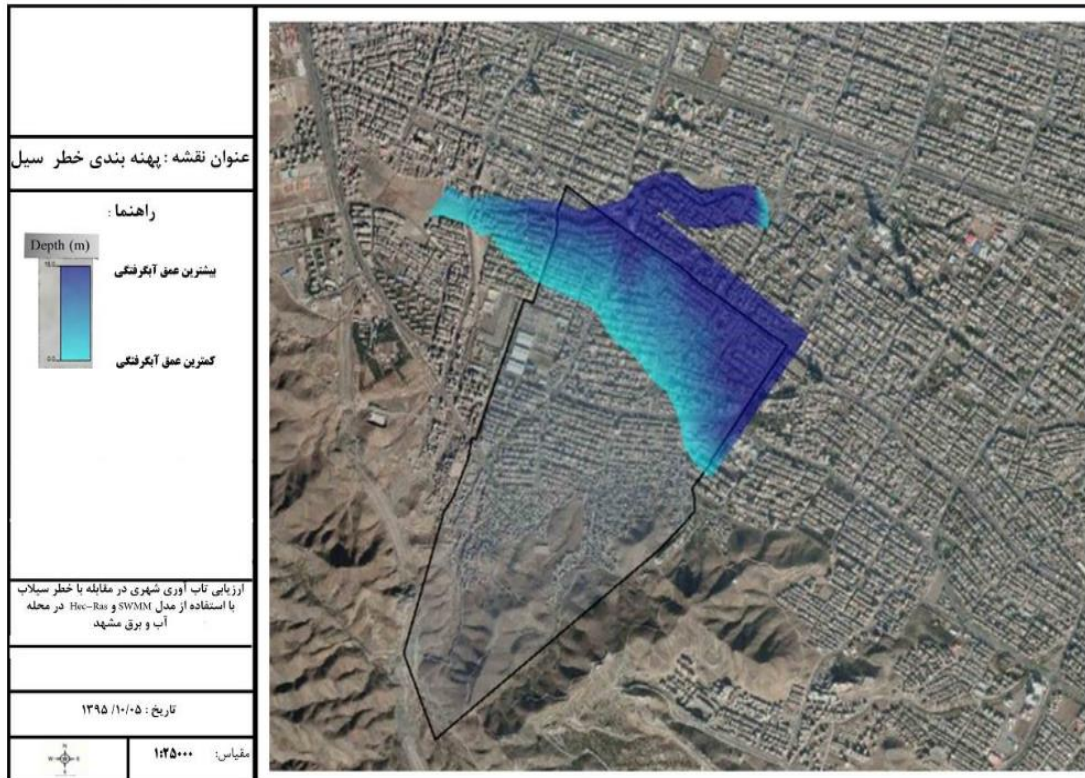 عنوان نقشه : پهنه بندی خطر سیل
راهنما :
Depth (m)
بیشترین عمق آبگرفتگی
0.0
کمترین عمق آبگرفتگی
ارزیابی تاب آوری شهری در مقابله با خطر سیلاب
با استفاده از مدل SWMM و Hec-Ras در محله
آب و برق مشهد
تاریخ : ۱۳۹۵/۱۰/۰۵
مقیاس: ۱:۲۵۰۰۰
N
W
E
S